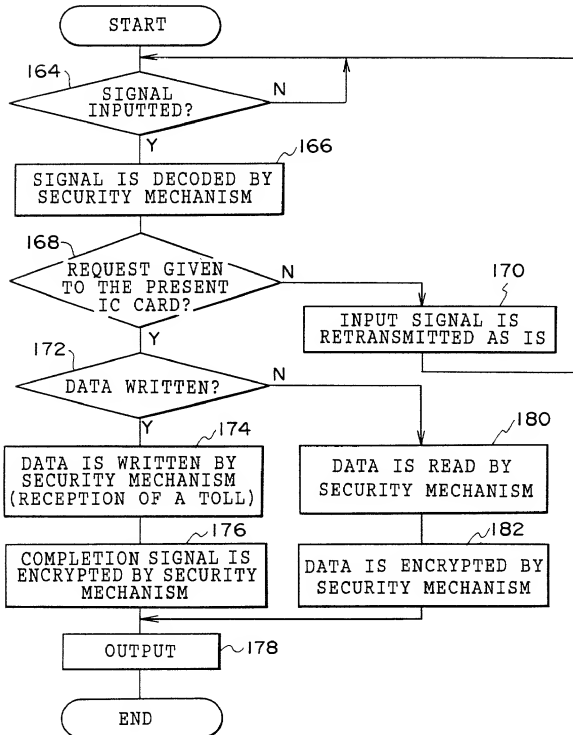 START
164
SIGNAL
INPUTTED?
N
Y
166
SIGNAL IS DECODED BY
SECURITY MECHANISM
168
REQUEST GIVEN
TO THE PRESENT
IC CARD?
N
Y
170
INPUT SIGNAL IS
RETRANSMITTED AS IS
172
DATA WRITTEN?
N
Y
174
DATA IS WRITTEN BY
SECURITY MECHANISM
(RECEPTION OF A TOLL)
180
DATA IS READ BY
SECURITY MECHANISM
176
COMPLETION SIGNAL IS
ENCRYPTED BY SECURITY
MECHANISM
182
DATA IS ENCRYPTED BY
SECURITY MECHANISM
OUTPUT
178
END